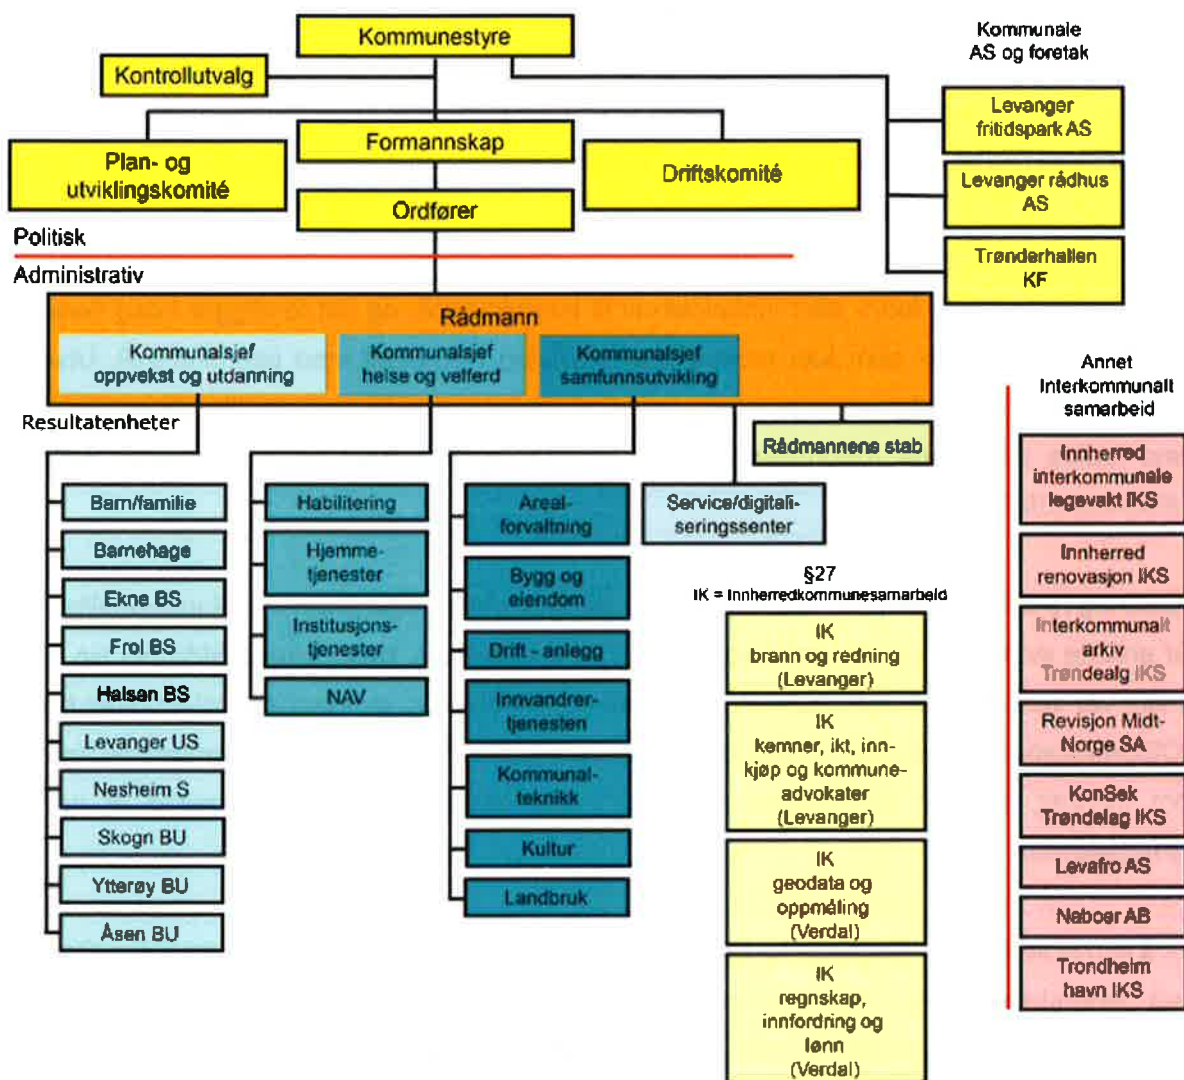 Kommunestyre
Kontrollutvalg
Formannskap
Plan- og
utviklingskomité
Driftskomité
Ordfører
Politisk
Administrativ
Kommunale
AS og foretak
Levanger
fritidspark AS
Levanger rådhus
AS
Trønderhallen
KF
Rådmann
Kommunalsjef
oppvekst og utdanning
Kommunalsjef
helse og velferd
Kommunalsjef
samfunnsutvikling
Resultatenheter
Rådmannens stab
Service/digitali-
seringssenter
Barn/familie
Barnehage
Ekne BS
Frol BS
Halsan BS
Levanger US
Nesheim S
Skogn BU
Ytterøy BU
Åsen BU
Habilitering
Hjemme-
tjenester
Institusjons-
tjenester
NAV
Areal-
forvaltning
Bygg og
eiendom
Drift - anlegg
Innvandrer-
tjenesten
Kommunal-
teknikk
Kultur
Landbruk
§27
IK = Innherredkommunesamarbeid
IK
brann og redning
(Levanger)
IK
kemner, ikt, inn-
kjøp og kommune-
advokater
(Levanger)
IK
geodata og
oppmåling
(Verdal)
IK
regnskap,
innfordring og
lønn
(Verdal)
Annet
Interkommunalt
samarbeid
Innherred
interkommunale
legevakt IKS
Innherred
renovasjon IKS
Interkommunalt
arkiv
Trøndealg IKS
Revisjon Midt-
Norge SA
KonSek
Trøndelag IKS
Levafro AS
Naboer AB
Trondheim
havn IKS